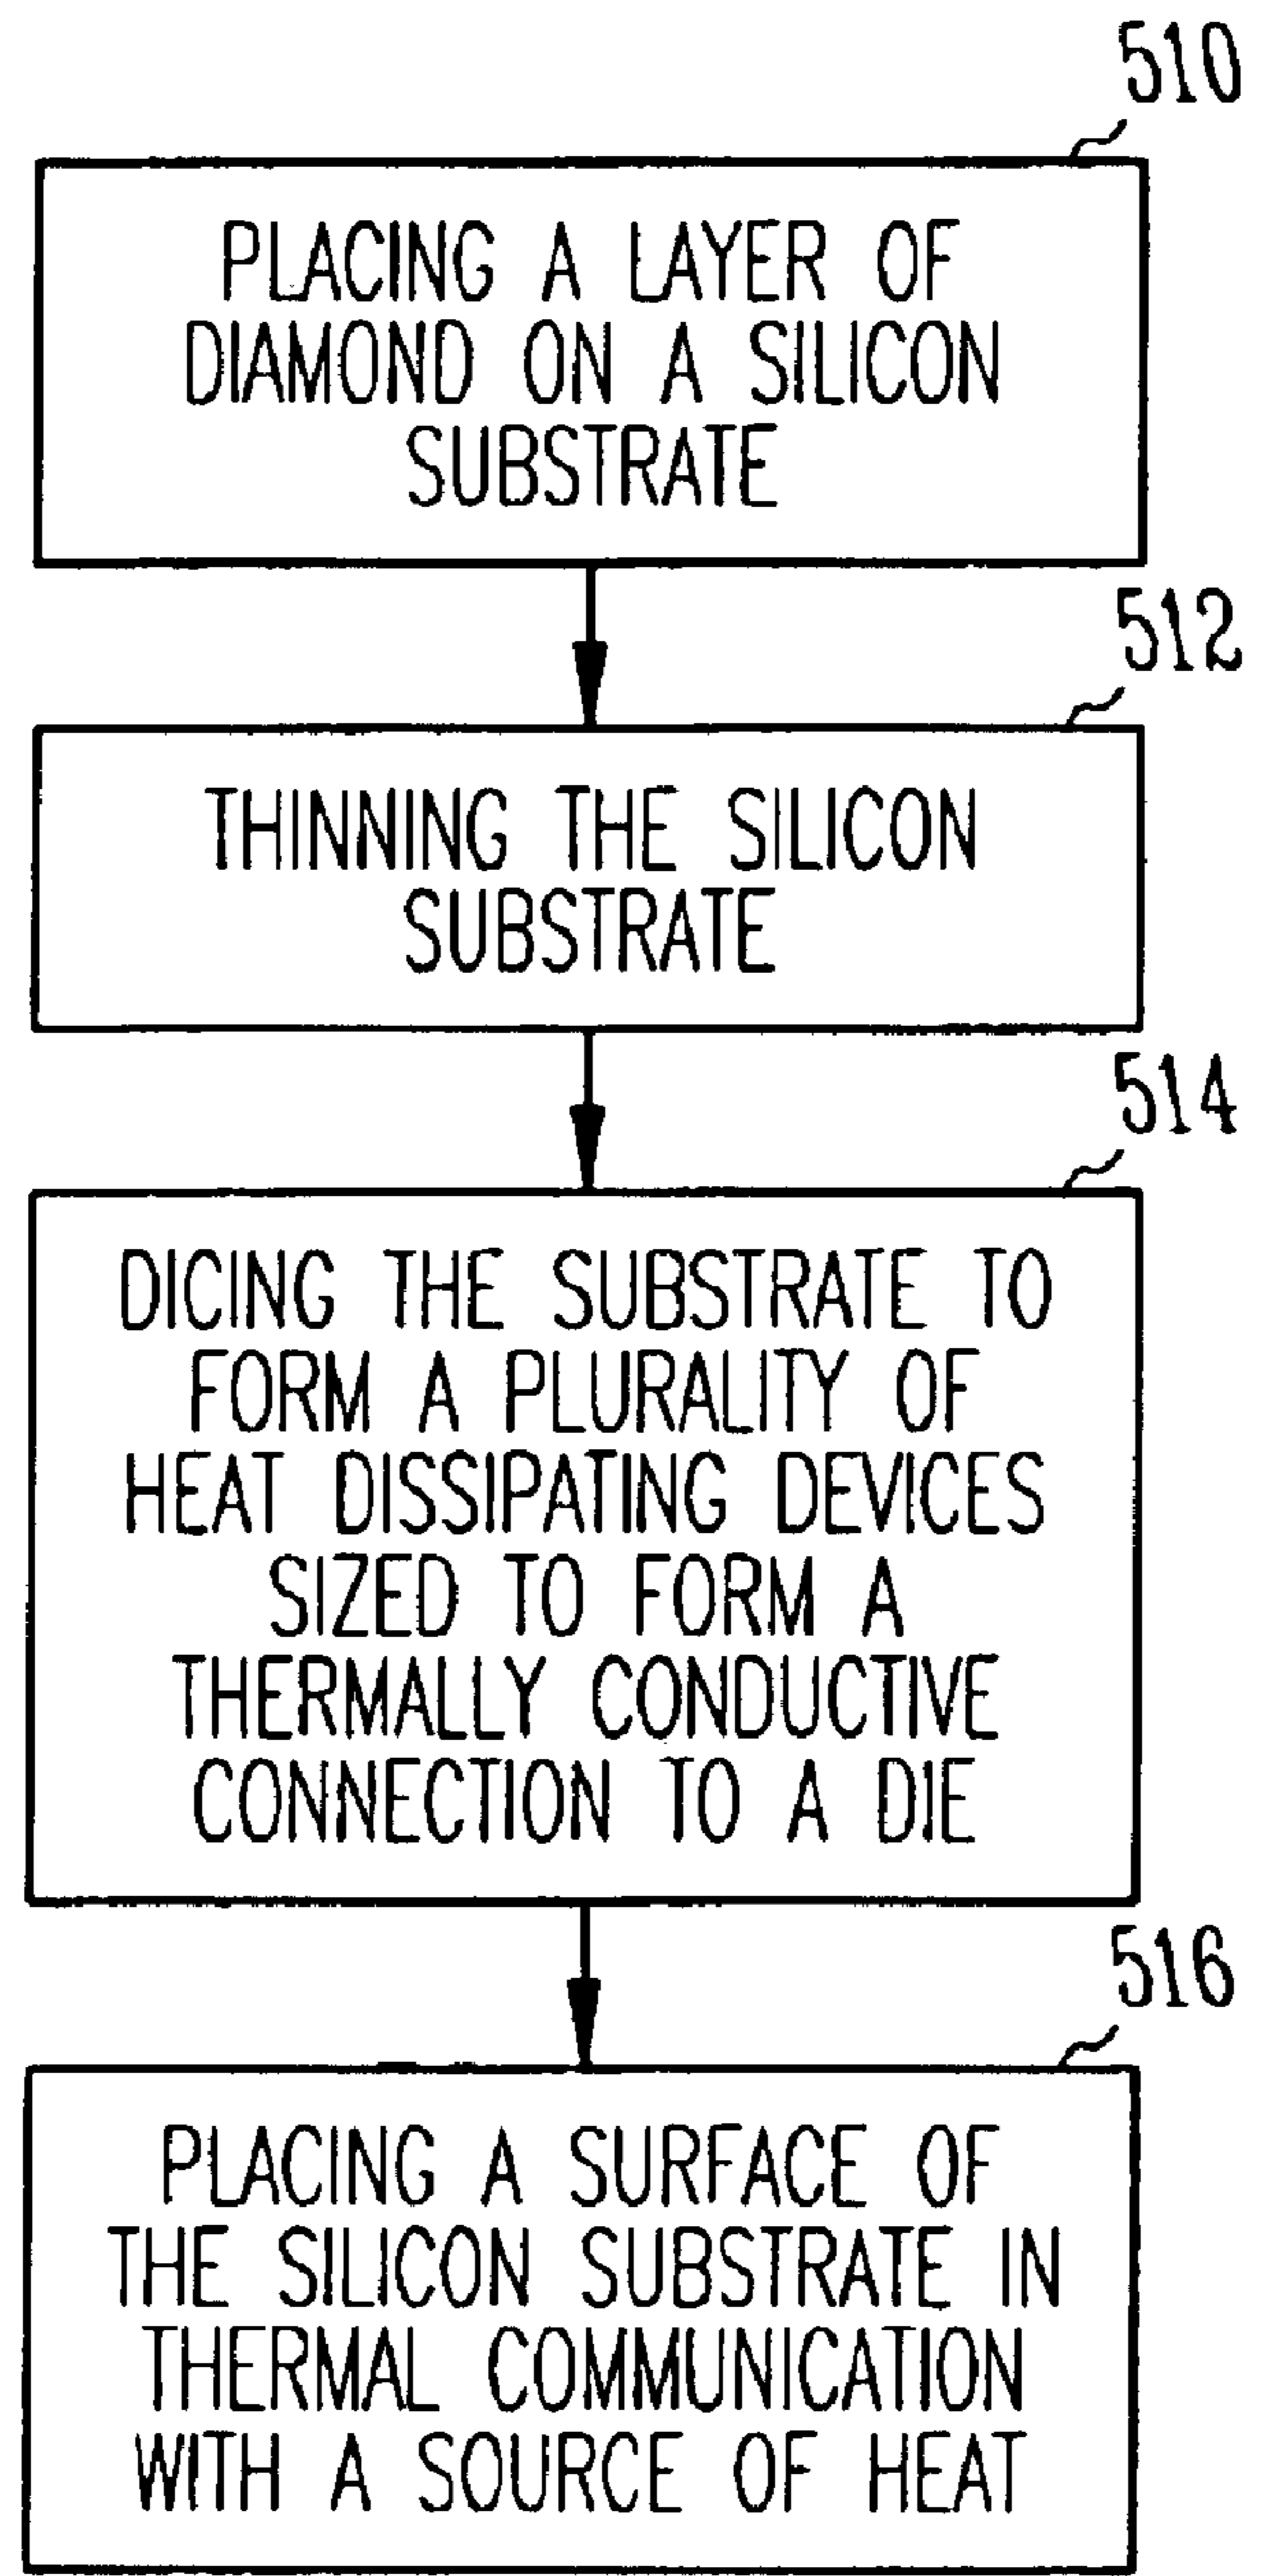 510
PLACING A LAYER OF
DIAMOND ON A SILICON
SUBSTRATE
512
THINNING THE SILICON
SUBSTRATE
514
DICING THE SUBSTRATE TO
FORM A PLURALITY OF
HEAT DISSIPATING DEVICES
SIZED TO FORM A
THERMALLY CONDUCTIVE
CONNECTION TO A DIE
516
PLACING A SURFACE OF
THE SILICON SUBSTRATE IN
THERMAL COMMUNICATION
WITH A SOURCE OF HEAT